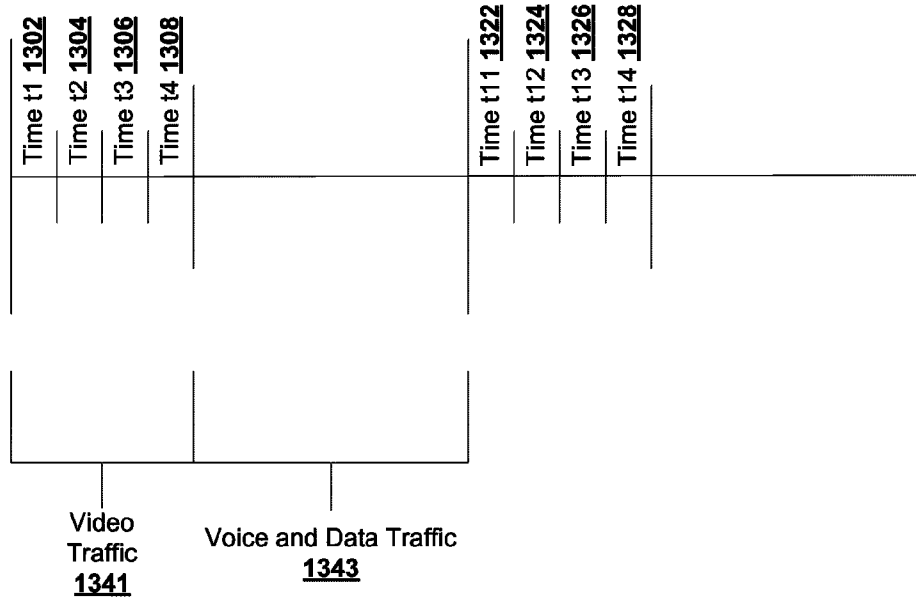 Time t1 1302
Time t2 1304
Time t3 1306
Time t4 1308
Time t11 1322
Time t12 1324
Time t13 1326
Time t14 1328
Video
Traffic
1341
Voice and Data Traffic
1343